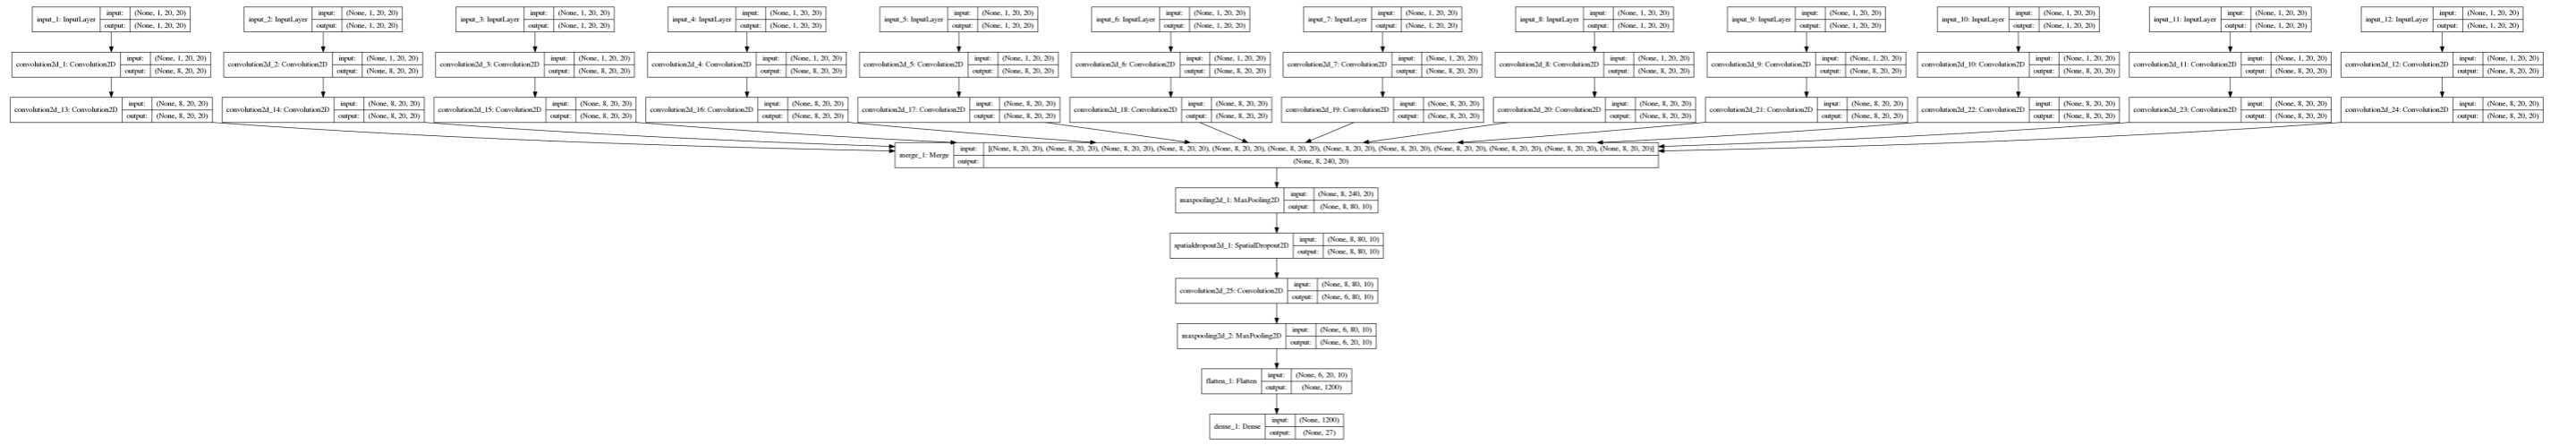 input_1: InputLayer input: (None, 1, 20, 20) output: (None, 1, 20, 20)
input_2: InputLayer input: (None, 1, 20, 20) output: (None, 1, 20, 20)
input_3: InputLayer input: (None, 1, 20, 20) output: (None, 1, 20, 20)
input_4: InputLayer input: (None, 1, 20, 20) output: (None, 1, 20, 20)
input_5: InputLayer input: (None, 1, 20, 20) output: (None, 1, 20, 20)
input_6: InputLayer input: (None, 1, 20, 20) output: (None, 1, 20, 20)
input_7: InputLayer input: (None, 1, 20, 20) output: (None, 1, 20, 20)
input_8: InputLayer input: (None, 1, 20, 20) output: (None, 1, 20, 20)
input_9: InputLayer input: (None, 1, 20, 20) output: (None, 1, 20, 20)
input_10: InputLayer input: (None, 1, 20, 20) output: (None, 1, 20, 20)
input_11: InputLayer input: (None, 1, 20, 20) output: (None, 1, 20, 20)
input_12: InputLayer input: (None, 1, 20, 20) output: (None, 1, 20, 20)
convolution2d_1: Convolution2D input: (None, 1, 20, 20) output: (None, 8, 20, 20)
convolution2d_2: Convolution2D input: (None, 1, 20, 20) output: (None, 8, 20, 20)
convolution2d_3: Convolution2D input: (None, 1, 20, 20) output: (None, 8, 20, 20)
convolution2d_4: Convolution2D input: (None, 1, 20, 20) output: (None, 8, 20, 20)
convolution2d_5: Convolution2D input: (None, 1, 20, 20) output: (None, 8, 20, 20)
convolution2d_6: Convolution2D input: (None, 1, 20, 20) output: (None, 8, 20, 20)
convolution2d_7: Convolution2D input: (None, 1, 20, 20) output: (None, 8, 20, 20)
convolution2d_8: Convolution2D input: (None, 1, 20, 20) output: (None, 8, 20, 20)
convolution2d_9: Convolution2D input: (None, 1, 20, 20) output: (None, 8, 20, 20)
convolution2d_10: Convolution2D input: (None, 1, 20, 20) output: (None, 8, 20, 20)
convolution2d_11: Convolution2D input: (None, 1, 20, 20) output: (None, 8, 20, 20)
convolution2d_12: Convolution2D input: (None, 1, 20, 20) output: (None, 8, 20, 20)
convolution2d_13: Convolution2D input: (None, 8, 20, 20) output: (None, 8, 20, 20)
convolution2d_14: Convolution2D input: (None, 8, 20, 20) output: (None, 8, 20, 20)
convolution2d_15: Convolution2D input: (None, 8, 20, 20) output: (None, 8, 20, 20)
convolution2d_16: Convolution2D input: (None, 8, 20, 20) output: (None, 8, 20, 20)
convolution2d_17: Convolution2D input: (None, 8, 20, 20) output: (None, 8, 20, 20)
convolution2d_18: Convolution2D input: (None, 8, 20, 20) output: (None, 8, 20, 20)
convolution2d_19: Convolution2D input: (None, 8, 20, 20) output: (None, 8, 20, 20)
convolution2d_20: Convolution2D input: (None, 8, 20, 20) output: (None, 8, 20, 20)
convolution2d_21: Convolution2D input: (None, 8, 20, 20) output: (None, 8, 20, 20)
convolution2d_22: Convolution2D input: (None, 8, 20, 20) output: (None, 8, 20, 20)
convolution2d_23: Convolution2D input: (None, 8, 20, 20) output: (None, 8, 20, 20)
convolution2d_24: Convolution2D input: (None, 8, 20, 20) output: (None, 8, 20, 20)
merge_1: Merge input: [(None, 8, 20, 20), (None, 8, 20, 20), (None, 8, 20, 20), (None, 8, 20, 20), (None, 8, 20, 20), (None, 8, 20, 20), (None, 8, 20, 20), (None, 8, 20, 20), (None, 8, 20, 20), (None, 8, 20, 20), (None, 8, 20, 20), (None, 8, 20, 20)] output: (None, 8, 240, 20)
maxpooling2d_1: MaxPooling2D input: (None, 8, 240, 20) output: (None, 8, 80, 10)
spatialdropout2d_1: SpatialDropout2D input: (None, 8, 80, 10) output: (None, 8, 80, 10)
convolution2d_25: Convolution2D input: (None, 8, 80, 10) output: (None, 6, 80, 10)
maxpooling2d_2: MaxPooling2D input: (None, 6, 80, 10) output: (None, 6, 20, 10)
flatten_1: Flatten input: (None, 6, 20, 10) output: (None, 1200)
dense_1: Dense input: (None, 1200) output: (None, 27)